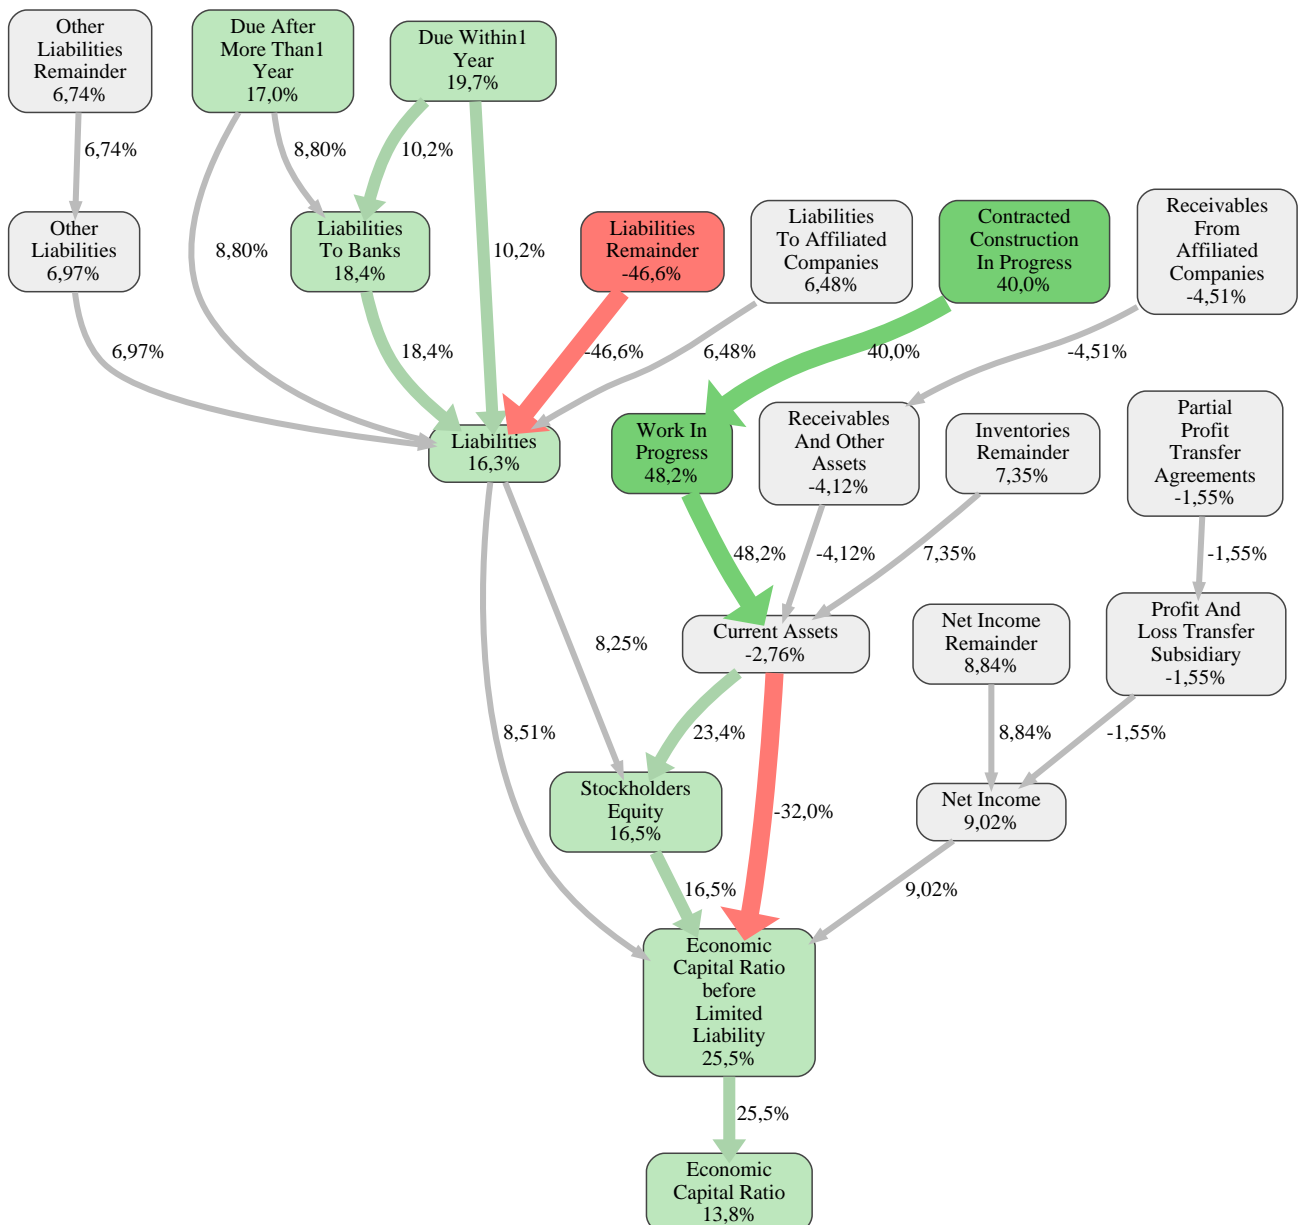 Other
Liabilities
Remainder
6,74%
Due After
More Than1
Year
17,0%
Due Within1
Year
19,7%
6,74%
8,80%
10,2%
Other
Liabilities
6,97%
8,80%
Liabilities
To Banks
18,4%
10,2%
Liabilities
Remainder
-46,6%
Liabilities
To Affiliated
Companies
6,48%
Contracted
Construction
In Progress
40,0%
Receivables
From
Affiliated
Companies
-4,51%
6,97%
18,4%
-46,6%
6,48%
40,0%
-4,51%
Liabilities
16,3%
Work In
Progress
48,2%
Receivables
And Other
Assets
-4,12%
Inventories
Remainder
7,35%
Partial
Profit
Transfer
Agreements
-1,55%
48,2%
-4,12%
7,35%
-1,55%
8,25%
Current Assets
-2,76%
Net Income
Remainder
8,84%
Profit And
Loss Transfer
Subsidiary
-1,55%
8,51%
23,4%
8,84%
-1,55%
Stockholders
Equity
16,5%
-32,0%
Net Income
9,02%
16,5%
9,02%
Economic
Capital Ratio
before
Limited
Liability
25,5%
25,5%
Economic
Capital Ratio
13,8%